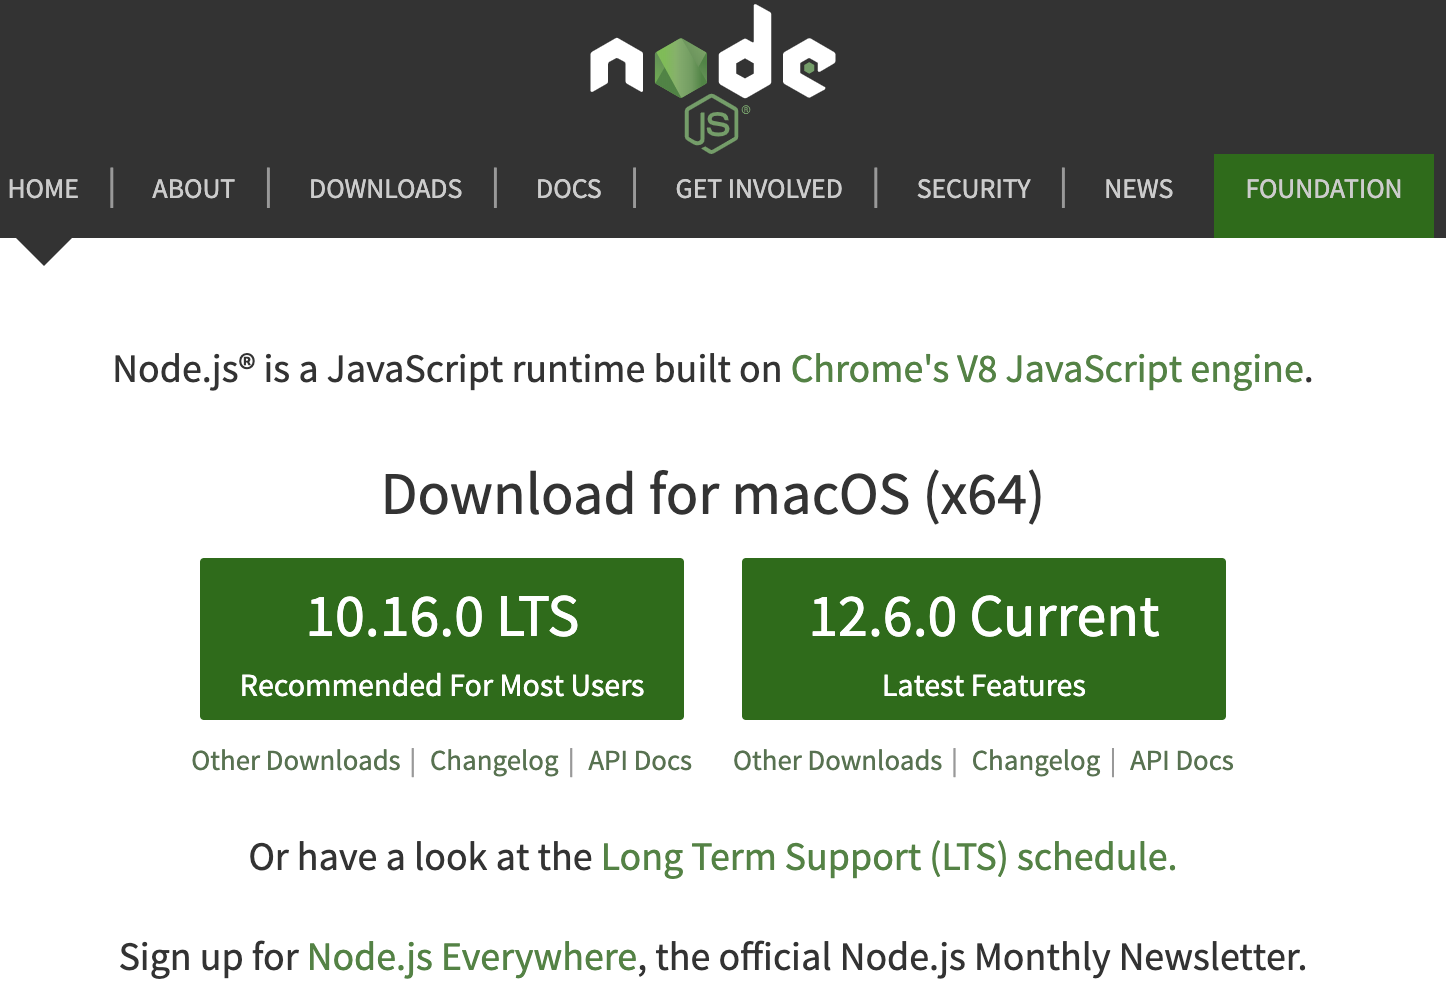 node
JS®
HOME | ABOUT | DOWNLOADS | DOCS | GET INVOLVED | SECURITY | NEWS FOUNDATION
Node.js® is a JavaScript runtime built on Chrome's V8 JavaScript engine.
Download for macOS (x64)
10.16.0 LTS
Recommended For Most Users
12.6.0 Current
Latest Features
Other Downloads | Changelog | API Docs
Other Downloads | Changelog | API Docs
Or have a look at the Long Term Support (LTS) schedule.
Sign up for Node.js Everywhere, the official Node.js Monthly Newsletter.